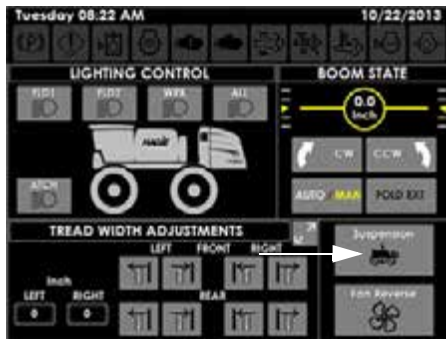 Tuesday 08:22 AM 10/22/2013
(P) (!)
LIGHTING CONTROL
FLD1 FLD2 WRK ALL
HAGIE
ATCH
BOOM STATE
0.0
Inch
CW CCW
AUTO MAN FOLD EXT
TREAD WIDTH ADJUSTMENTS
LEFT FRONT RIGHT
Inch
LEFT RIGHT REAR
0 0
Suspension
Fan Reverse